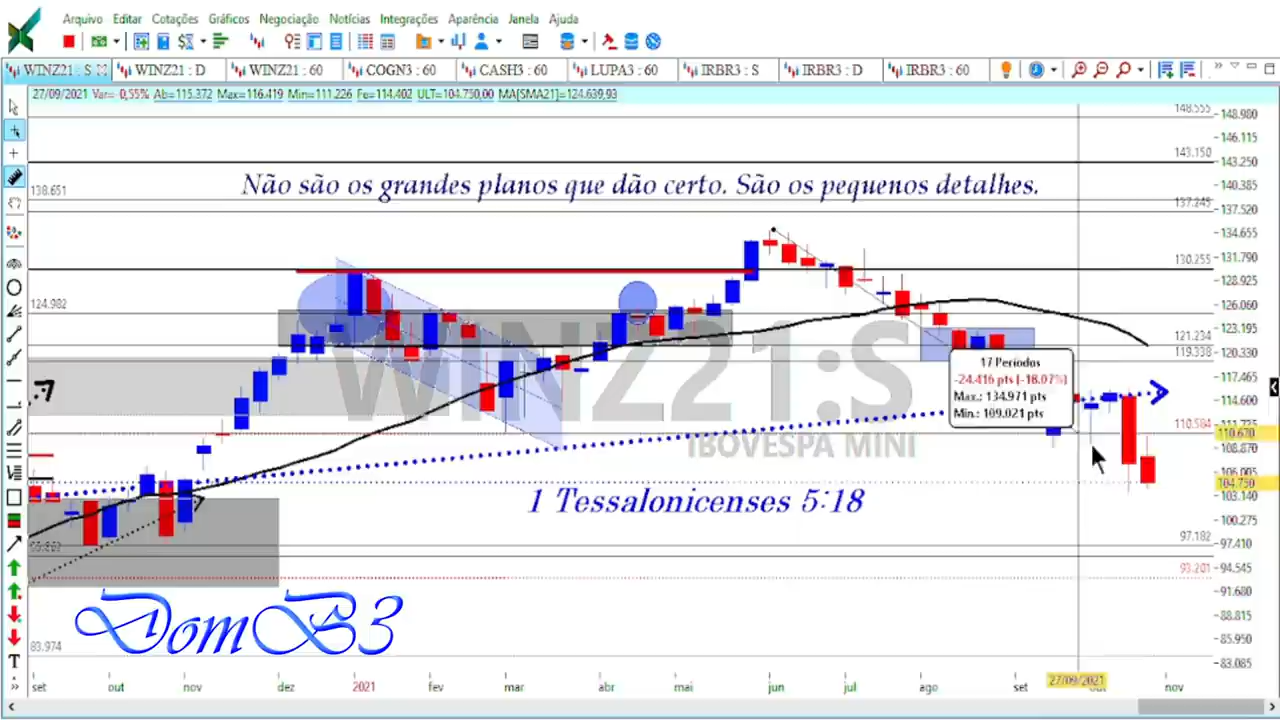 Arquivo Editar Cotações Gráficos Negociação Notícias Integrações Aparência Janela Ajuda
WINZ21 : S WINZ21 : D WINZ21 : 60 COGN3 : 60 CASH3 : 60 LUPA3 : 60 IRBR3 : S IRBR3 : D IRBR3 : 60
27/09/2021 Var=-0,55% Ab=115.372 Max=116.419 Min=111.226 Fe=114.402 ULT=104.750,00 MA[SMA21]=124.639,93
148.555
148.980
146.115
143.150
143.250
Não são os grandes planos que dão certo. São os pequenos detalhes.
138.651
140.385
137.245
137.520
134.655
130.255
131.790
128.925
124.982
126.060
123.195
121.234
119.338
120.330
WINZ21:S
17 Períodos
-24.416 pts (-18.07%)
Max.: 134.971 pts
Min.: 109.021 pts
117.465
114.600
110.584
110.670
IBOVESPA MINI
108.870
106.005
104.750
103.140
1 Tessalonicenses 5:18
100.275
97.182
97.410
93.201
94.545
91.680
DomB3
88.815
85.950
83.974
83.085
set out nov dez 2021 fev mar abr mai jun jul ago set 27/09/2021 nov